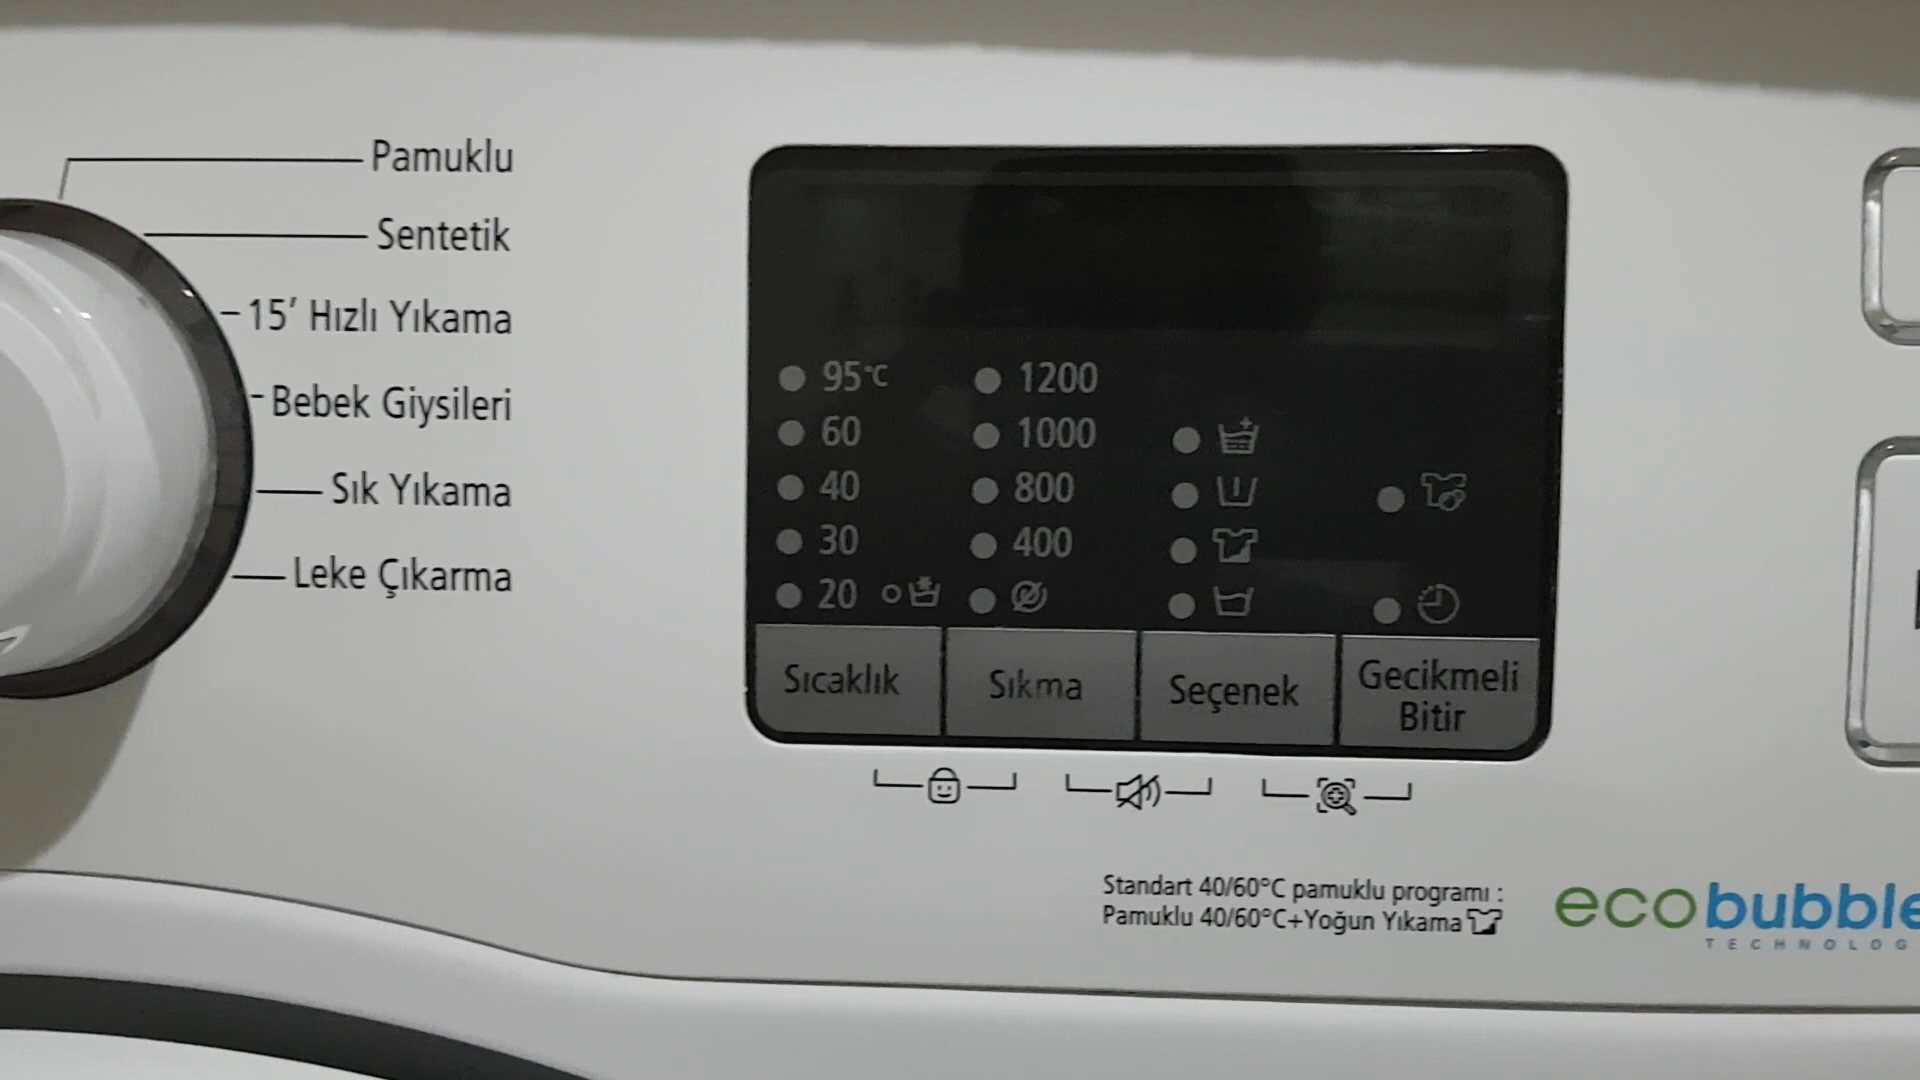 Pamuklu
Sentetik
15’ Hızlı Yıkama
Bebek Giysileri
Sık Yıkama
Leke Çıkarma
95°C
60
40
30
20
1200
1000
800
400
Sıcaklık
Sıkma
Seçenek
Gecikmeli
Bitir
Standart 40/60°C pamuklu programı :
Pamuklu 40/60°C+Yoğun Yıkama
ecobubble